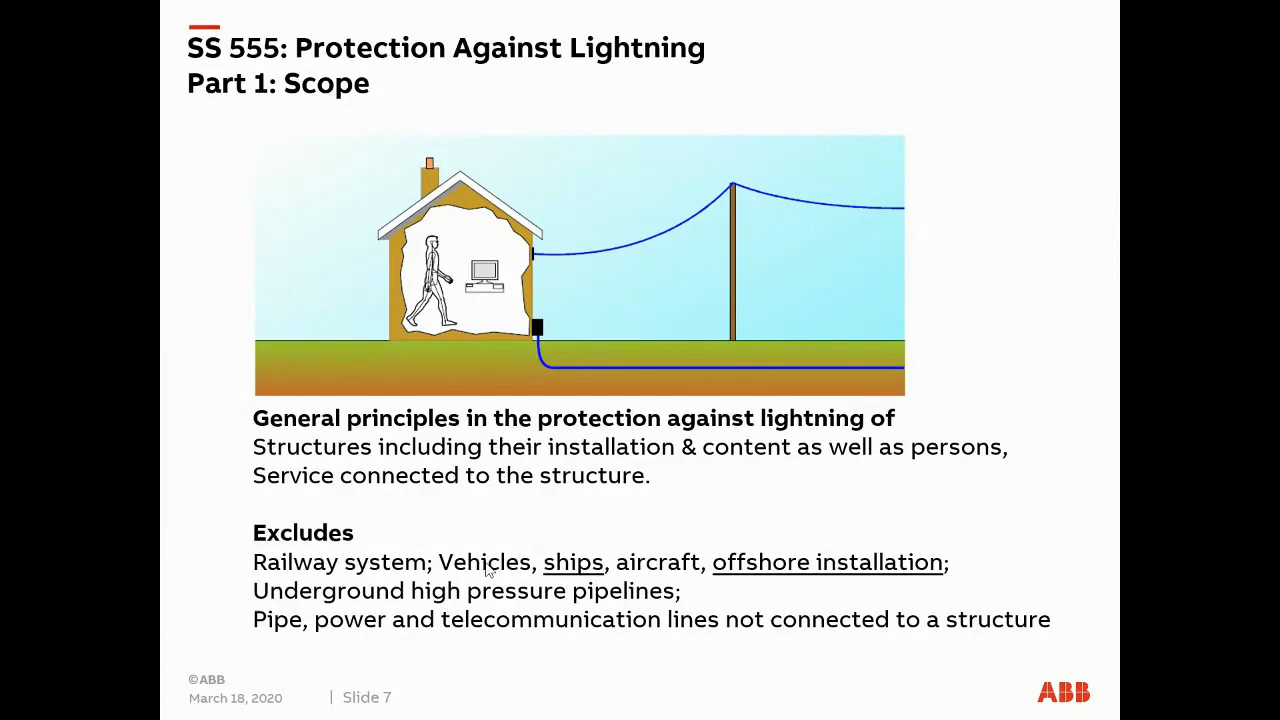 SS 555: Protection Against Lightning
Part 1: Scope
General principles in the protection against lightning of
Structures including their installation & content as well as persons,
Service connected to the structure.
Excludes
Railway system; Vehicles, ships, aircraft, offshore installation;
Underground high pressure pipelines;
Pipe, power and telecommunication lines not connected to a structure
©ABB
March 18, 2020 | Slide 7
ABB